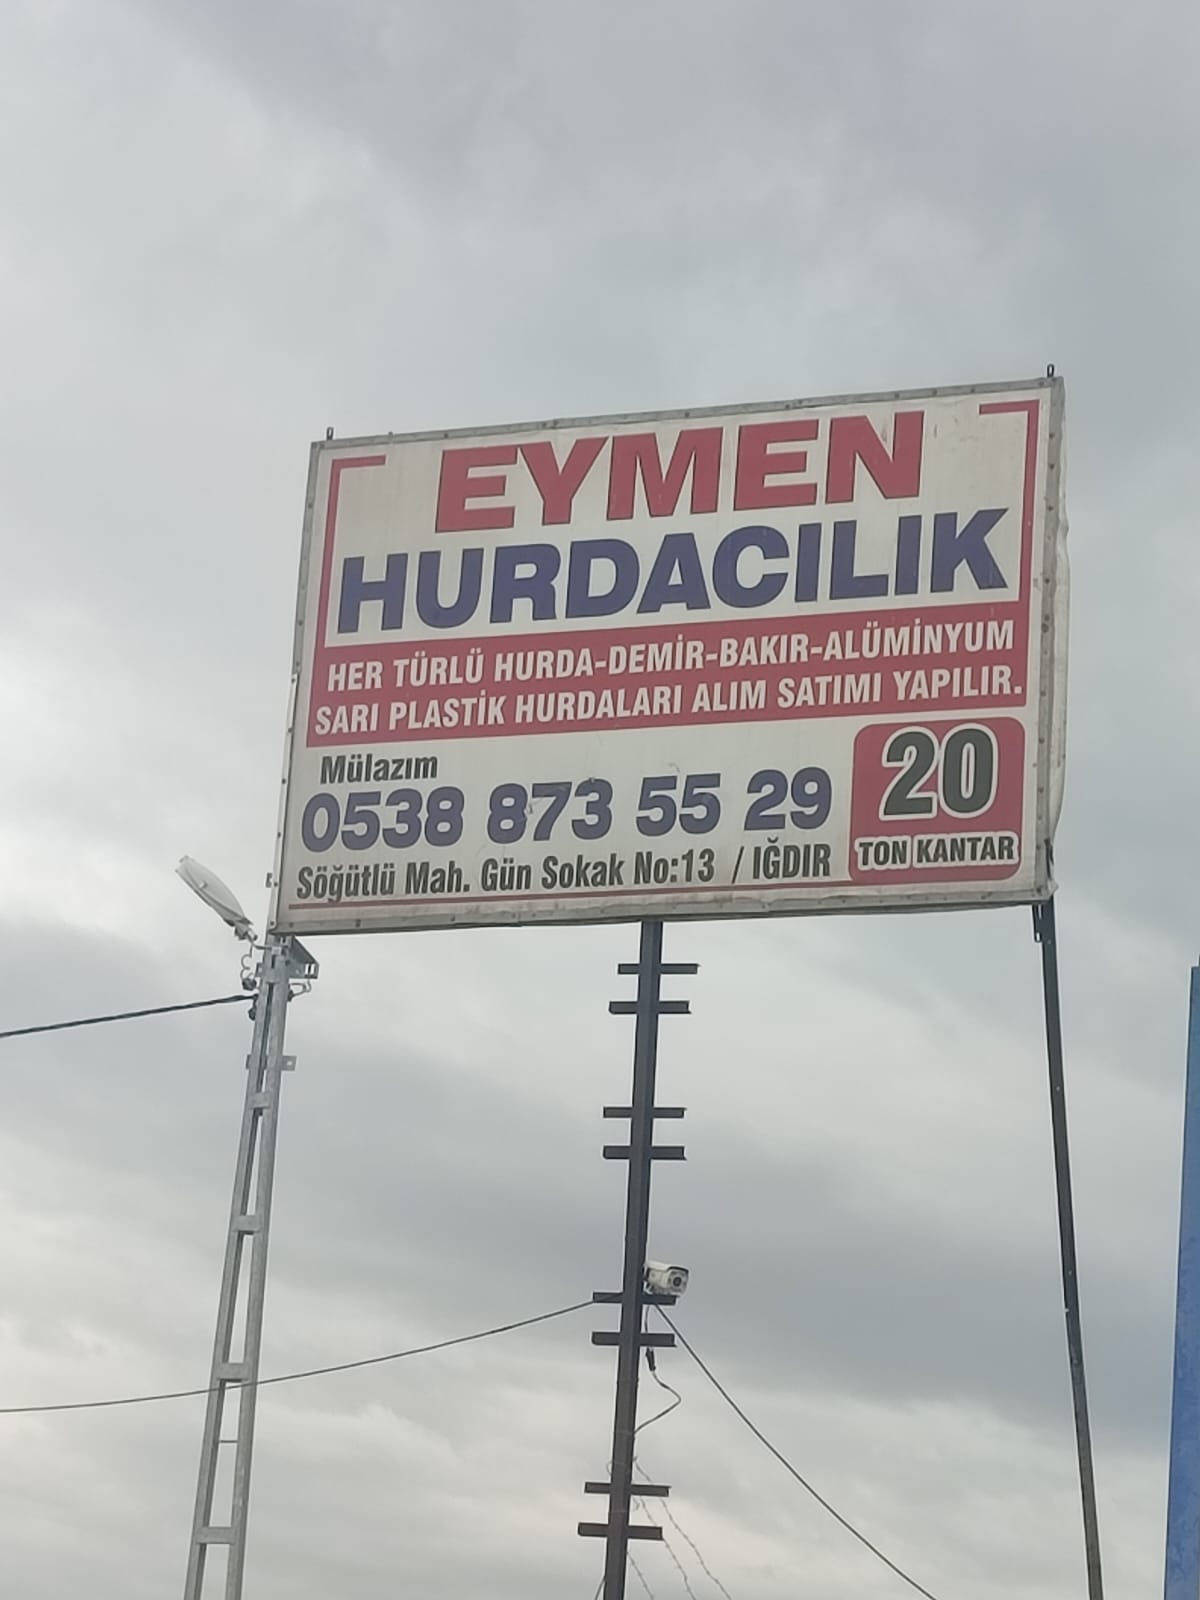 EYMEN
HURDACILIK
HER TÜRLÜ HURDA-DEMİR-BAKIR-ALÜMİNYUM
SARI PLASTİK HURDALARI ALIM SATIMI YAPILIR.
Mülazım
0538 873 55 29
Söğütlü Mah. Gün Sokak No:13 / IĞDIR
20
TON KANTAR